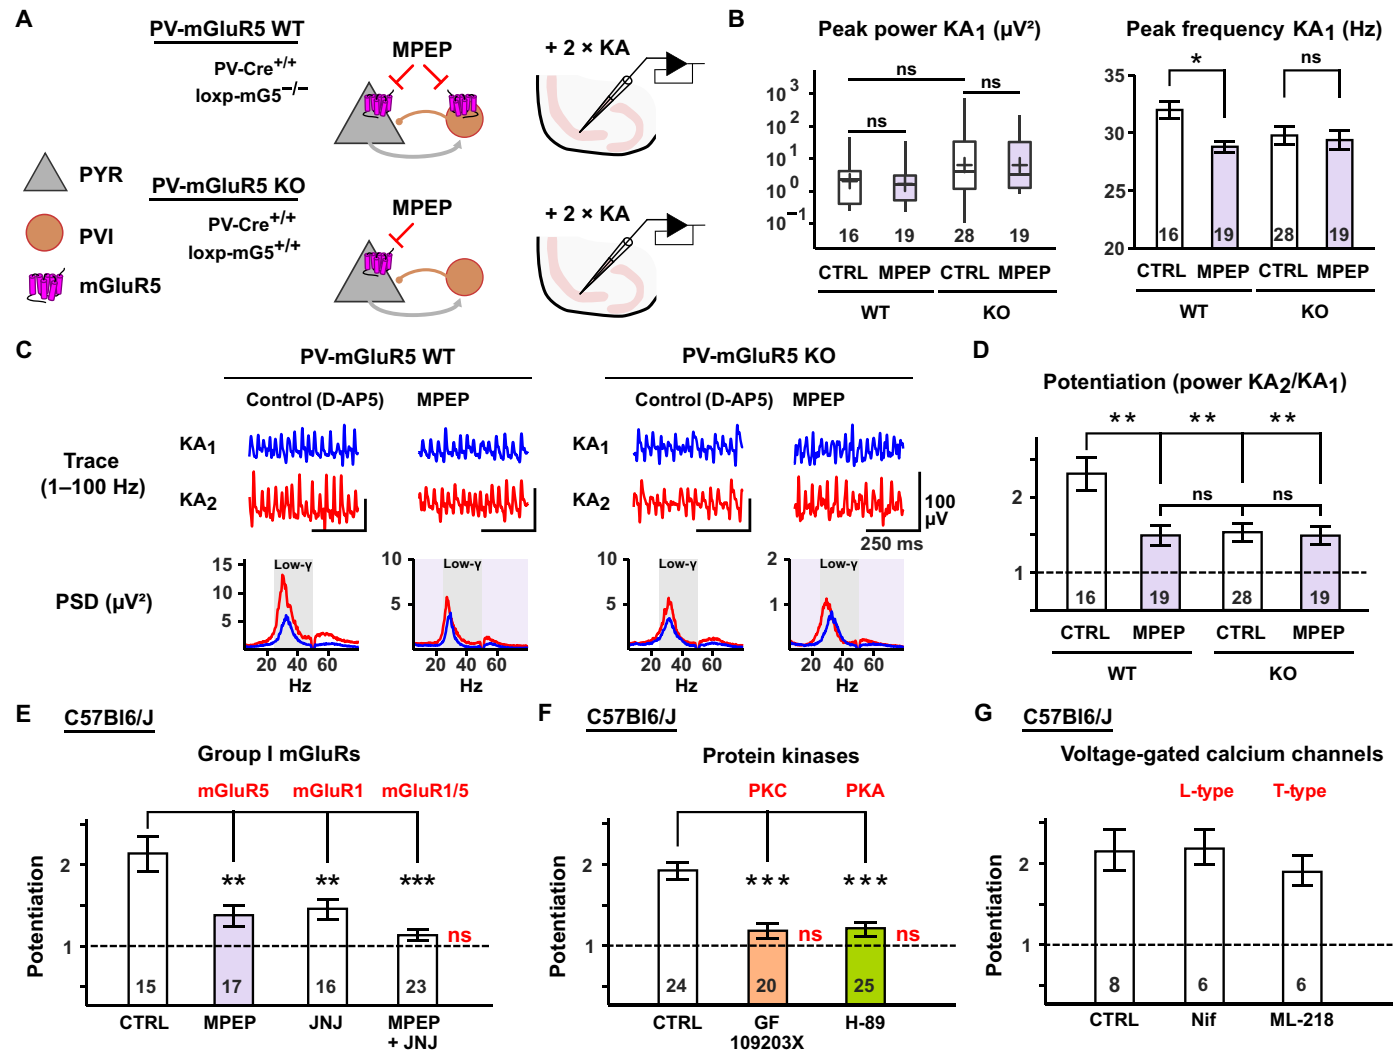 A
PV-mGluR5 WT
PV-Cre+/+
loxp-mG5−/−
MPEP
+ 2 × KA
PYR
PVI
mGluR5
PV-mGluR5 KO
PV-Cre+/+
loxp-mG5+/+
MPEP
+ 2 × KA
B
Peak power KA1 (µV²)
ns
ns
ns
10^3
10^2
10^1
10^0
10^−1
16 19 28 19
CTRL MPEP CTRL MPEP
WT KO
Peak frequency KA1 (Hz)
* ns
35
30
25
20
16 19 28 19
CTRL MPEP CTRL MPEP
WT KO
C
PV-mGluR5 WT
PV-mGluR5 KO
Control (D-AP5) MPEP
Control (D-AP5) MPEP
Trace
(1–100 Hz)
KA1
KA2
KA1
KA2
100
µV
250 ms
PSD (µV²)
15
10
5
Low-γ
20 40 60
Hz
10
5
Low-γ
20 40 60
Hz
10
5
Low-γ
20 40 60
Hz
2
1
Low-γ
20 40 60
Hz
D
Potentiation (power KA2/KA1)
** ** **
ns ns
2
1
16 19 28 19
CTRL MPEP CTRL MPEP
WT KO
E
C57Bl6/J
Group I mGluRs
mGluR5 mGluR1 mGluR1/5
Potentiation
2
1
** ** ***
ns
15 17 16 23
CTRL MPEP JNJ MPEP
+ JNJ
F
C57Bl6/J
Protein kinases
PKC PKA
Potentiation
2
1
*** ***
ns ns
24 20 25
CTRL GF H-89
109203X
G
C57Bl6/J
Voltage-gated calcium channels
L-type T-type
Potentiation
2
1
8 6 6
CTRL Nif ML-218